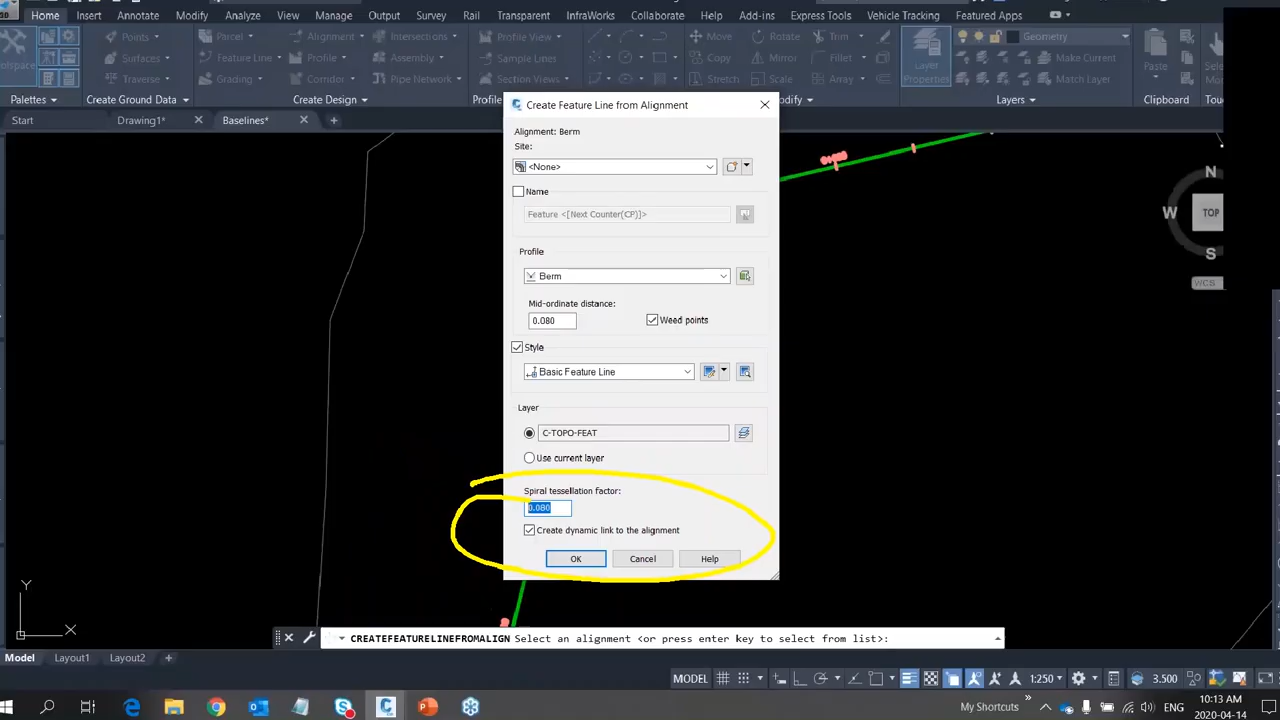 Home Insert Annotate Modify Analyze View Manage Output Survey Rail Transparent InfraWorks Collaborate Help Add-ins Express Tools Vehicle Tracking Featured Apps
Points Parcel Alignment Intersections Profile View Move Rotate Trim Geometry
Surfaces Feature Line Assembly Sample Lines Copy Mirror Fillet Layer Properties Make Current Paste
Traverse Grading Corridor Pipe Network Section Views Stretch Scale Array Match Layer
Palettes Create Ground Data Create Design Layers Clipboard
Start Drawing1* Baselines*
Create Feature Line from Alignment
Alignment: Berm
Site:
<None>
Name
Feature <[Next Counter(CP)]>
Profile
Berm
Mid-ordinate distance:
0.080 Weed points
Style
Basic Feature Line
Layer
C-TOPO-FEAT
Use current layer
Spiral tessellation factor:
0.080
Create dynamic link to the alignment
OK Cancel Help
N
W TOP
S
WCS
Y
X
CREATEFEATURELINEFROMALIGN Select an alignment <or press enter key to select from list>:
Model Layout1 Layout2
MODEL 1:250 3.500
My Shortcuts 10:13 AM
2020-04-14